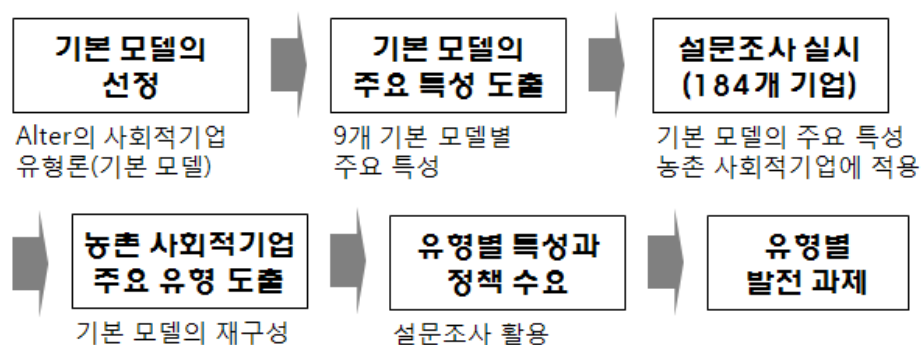 기본 모델의
선정
기본 모델의
주요 특성 도출
설문조사 실시
(184개 기업)
Alter의 사회적기업
유형론(기본 모델)
9개 기본 모델별
주요 특성
기본 모델의 주요 특성
농촌 사회적기업에 적용
농촌 사회적기업
주요 유형 도출
유형별 특성과
정책 수요
유형별
발전 과제
기본 모델의 재구성
설문조사 활용